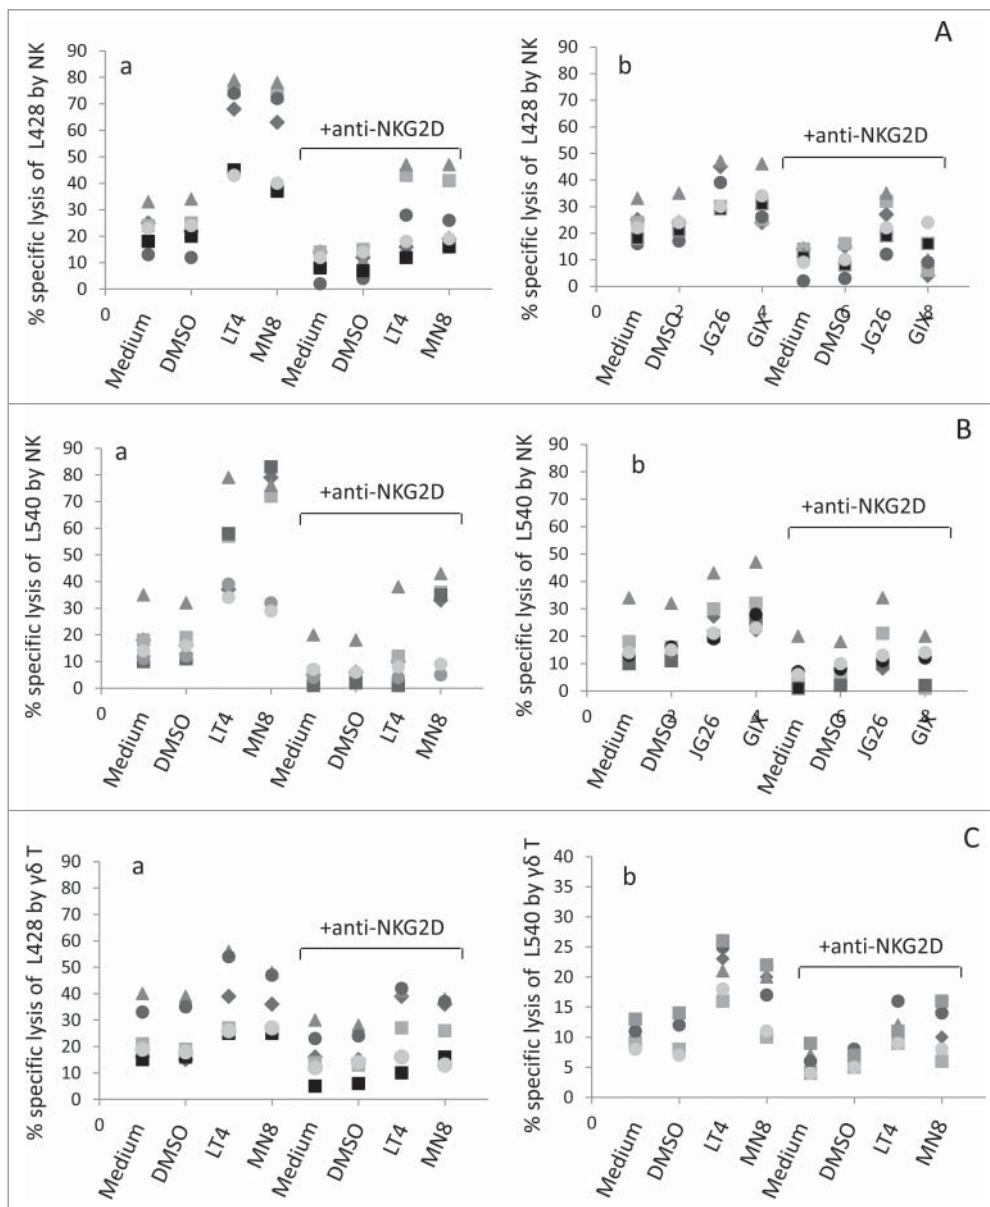 A
a
% specific lysis of L428 by NK
90
80
70
60
50
40
30
20
10
0
0
+anti-NKG2D
Medium
DMSO
LT4
MN8
Medium
DMSO
LT4
MN8
b
% specific lysis of L428 by NK
90
80
70
60
50
40
30
20
10
0
0
2
4
6
8
+anti-NKG2D
Medium
DMSO
JG26
GIX
Medium
DMSO
JG26
GIX
B
a
% specific lysis of L540 by NK
90
80
70
60
50
40
30
20
10
0
0
+anti-NKG2D
Medium
DMSO
LT4
MN8
Medium
DMSO
LT4
MN8
b
% specific lysis of L540 by NK
90
80
70
60
50
40
30
20
10
0
0
2
4
6
8
+anti-NKG2D
Medium
DMSO
JG26
GIX
Medium
DMSO
JG26
GIX
C
a
% specific lysis of L428 by γδ T
90
80
70
60
50
40
30
20
10
0
0
+anti-NKG2D
Medium
DMSO
LT4
MN8
Medium
DMSO
LT4
MN8
b
% specific lysis of L540 by γδ T
40
35
30
25
20
15
10
5
0
0
+anti-NKG2D
Medium
DMSO
LT4
MN8
Medium
DMSO
LT4
MN8